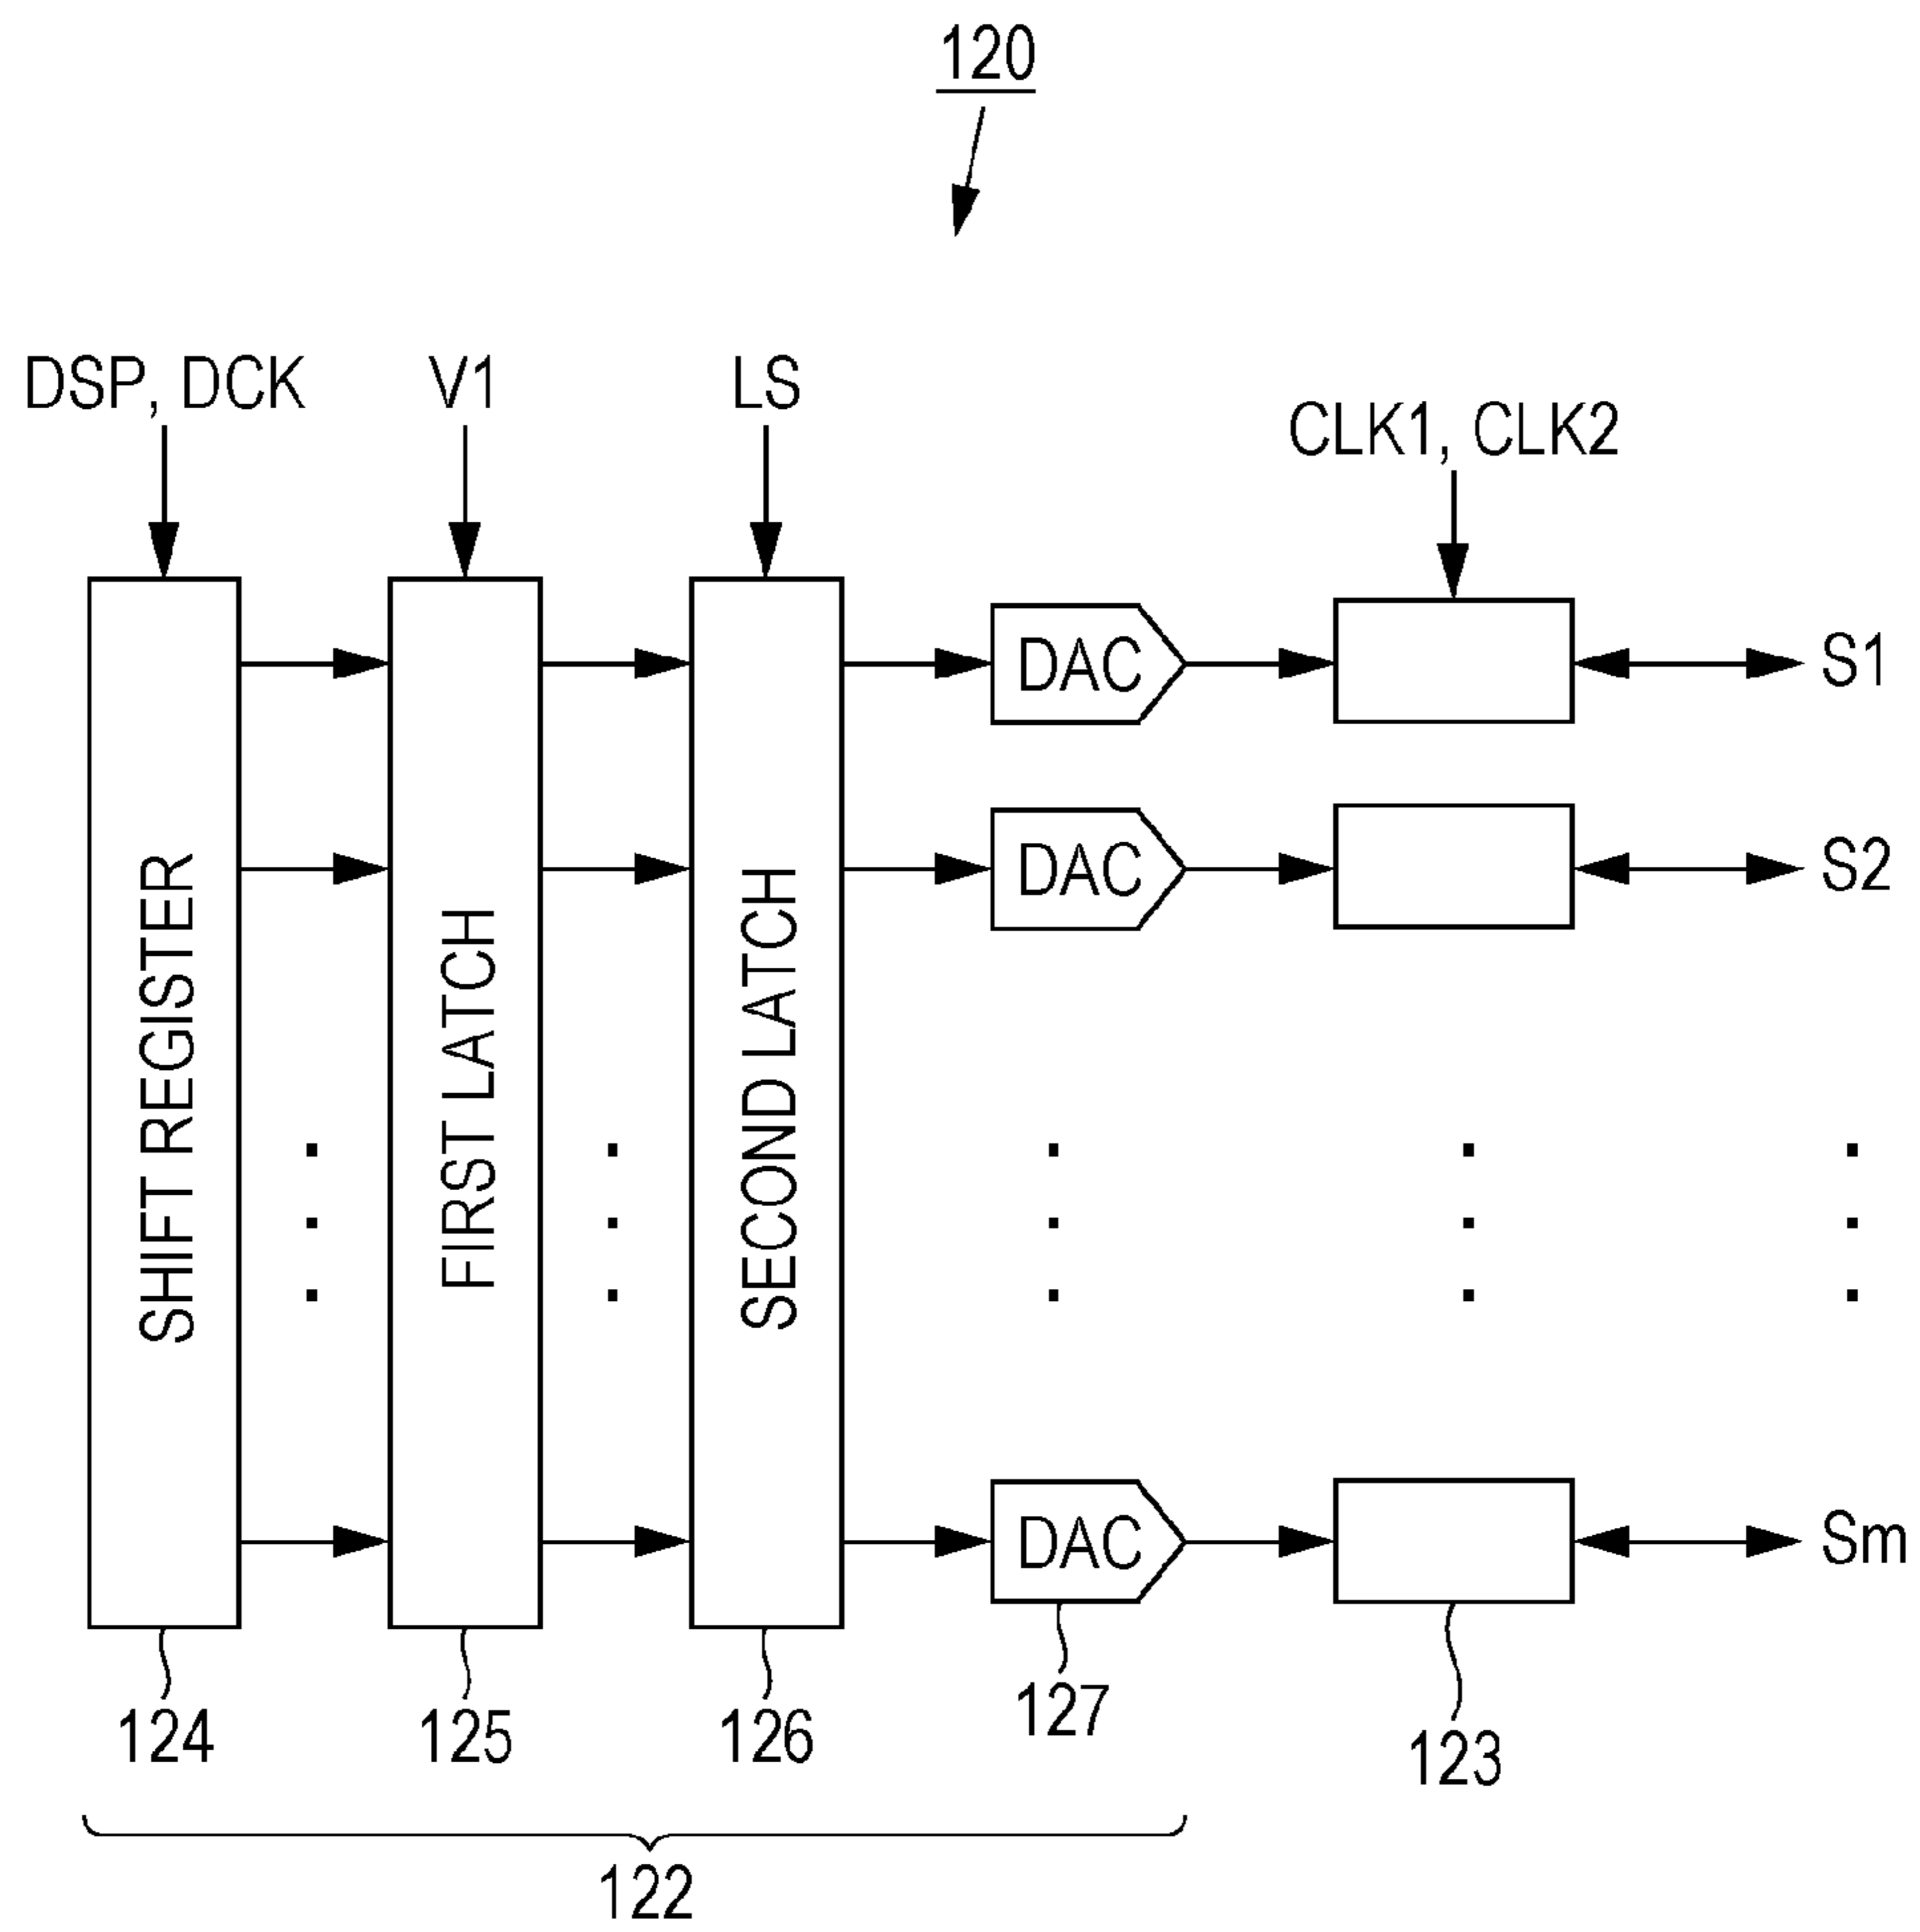 120
DSP, DCK
V1
LS
CLK1, CLK2
DAC
S1
DAC
S2
SHIFT REGISTER
FIRST LATCH
SECOND LATCH
DAC
Sm
124
125
126
127
123
122